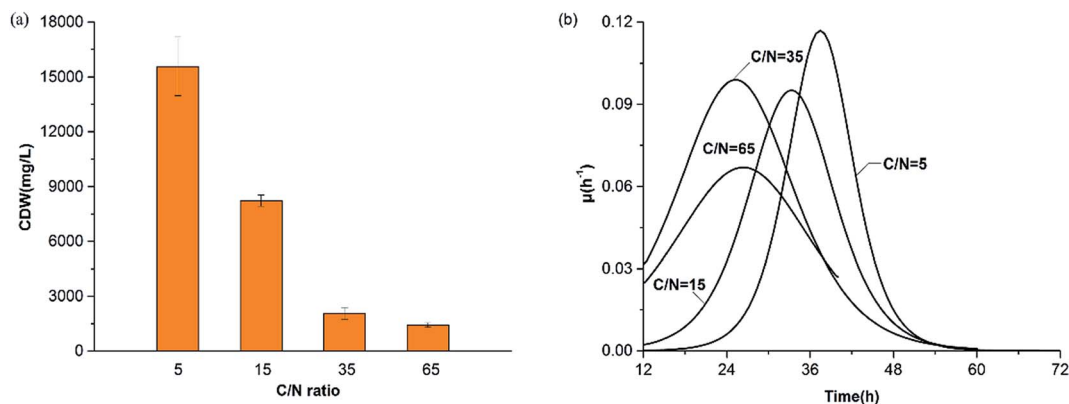 (a)
18000
15000
12000
9000
6000
3000
0
CDW(mg/L)
5 15 35 65
C/N ratio
(b)
0.12
0.09
0.06
0.03
0.00
μ(h⁻¹)
C/N=35
C/N=65
C/N=5
C/N=15
12 24 36 48 60 72
Time(h)